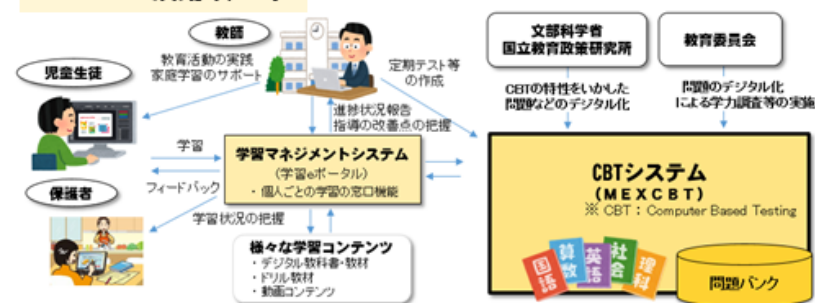 教師
教育活動の実践
家庭学習のサポート
児童生徒
定期テスト等
の作成
文部科学省
国立教育政策研究所
教育委員会
CBTの特性をいかした
問題などのデジタル化
問題のデジタル化
による学力調査等の実施
進捗状況報告
指導の改善点の把握
学習
フィードバック
学習マネジメントシステム
(学習eポータル)
・個人ごとの学習の窓口機能
保護者
学習状況の把握
様々な学習コンテンツ
・デジタル教科書・教材
・ドリル教材
・動画コンテンツ
CBTシステム
(MEXCBT)
※ CBT：Computer Based Testing
国語
算数
英語
社会
理科
問題バンク